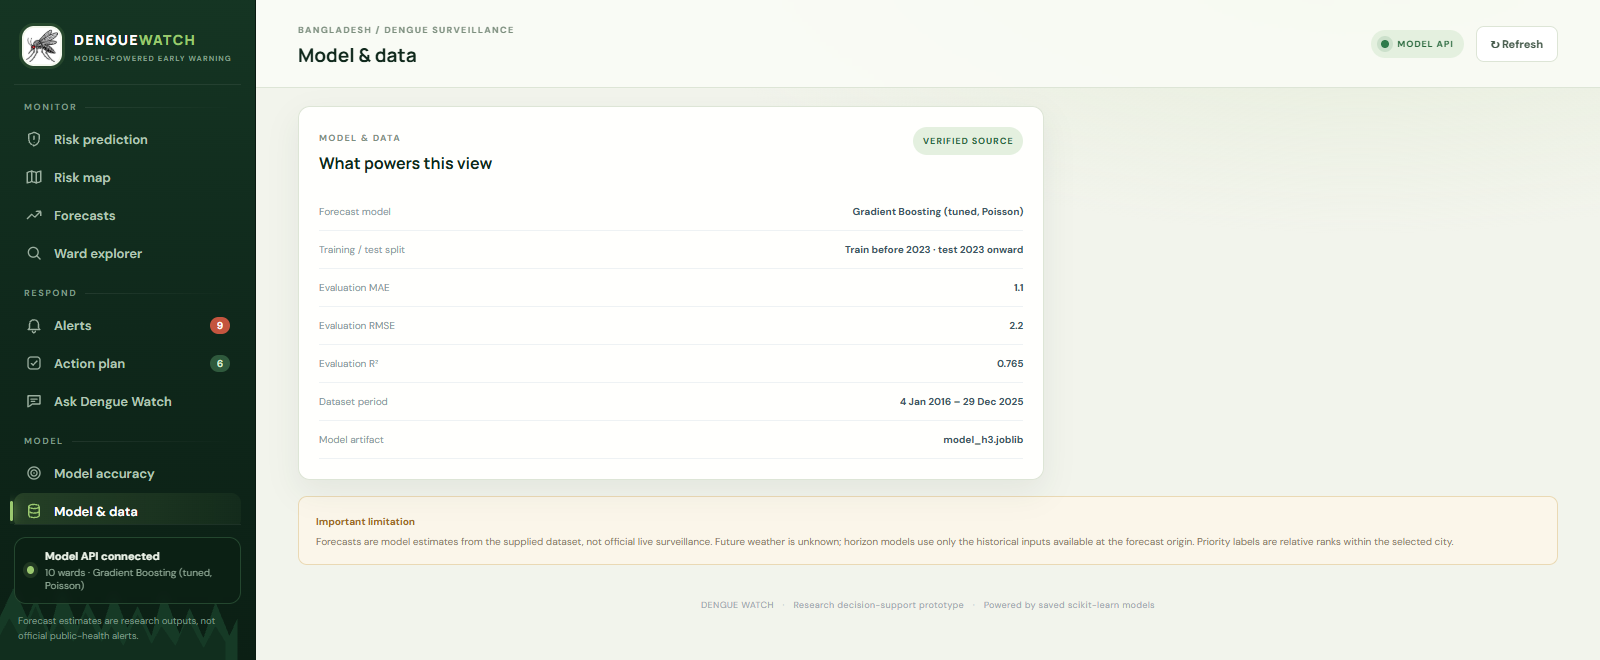 DENGUEWATCH
MODEL-POWERED EARLY WARNING
MONITOR
Risk prediction
Risk map
Forecasts
Ward explorer
RESPOND
Alerts 9
Action plan 6
Ask Dengue Watch
MODEL
Model accuracy
Model & data
Model API connected
10 wards · Gradient Boosting (tuned,
Poisson)
Forecast estimates are research outputs, not
official public-health alerts.
BANGLADESH / DENGUE SURVEILLANCE
Model & data
MODEL API
↻ Refresh
MODEL & DATA
What powers this view
VERIFIED SOURCE
Forecast model Gradient Boosting (tuned, Poisson)
Training / test split Train before 2023 · test 2023 onward
Evaluation MAE 1.1
Evaluation RMSE 2.2
Evaluation R² 0.765
Dataset period 4 Jan 2016 – 29 Dec 2025
Model artifact model_h3.joblib
Important limitation
Forecasts are model estimates from the supplied dataset, not official live surveillance. Future weather is unknown; horizon models use only the historical inputs available at the forecast origin. Priority labels are relative ranks within the selected city.
DENGUE WATCH · Research decision-support prototype · Powered by saved scikit-learn models